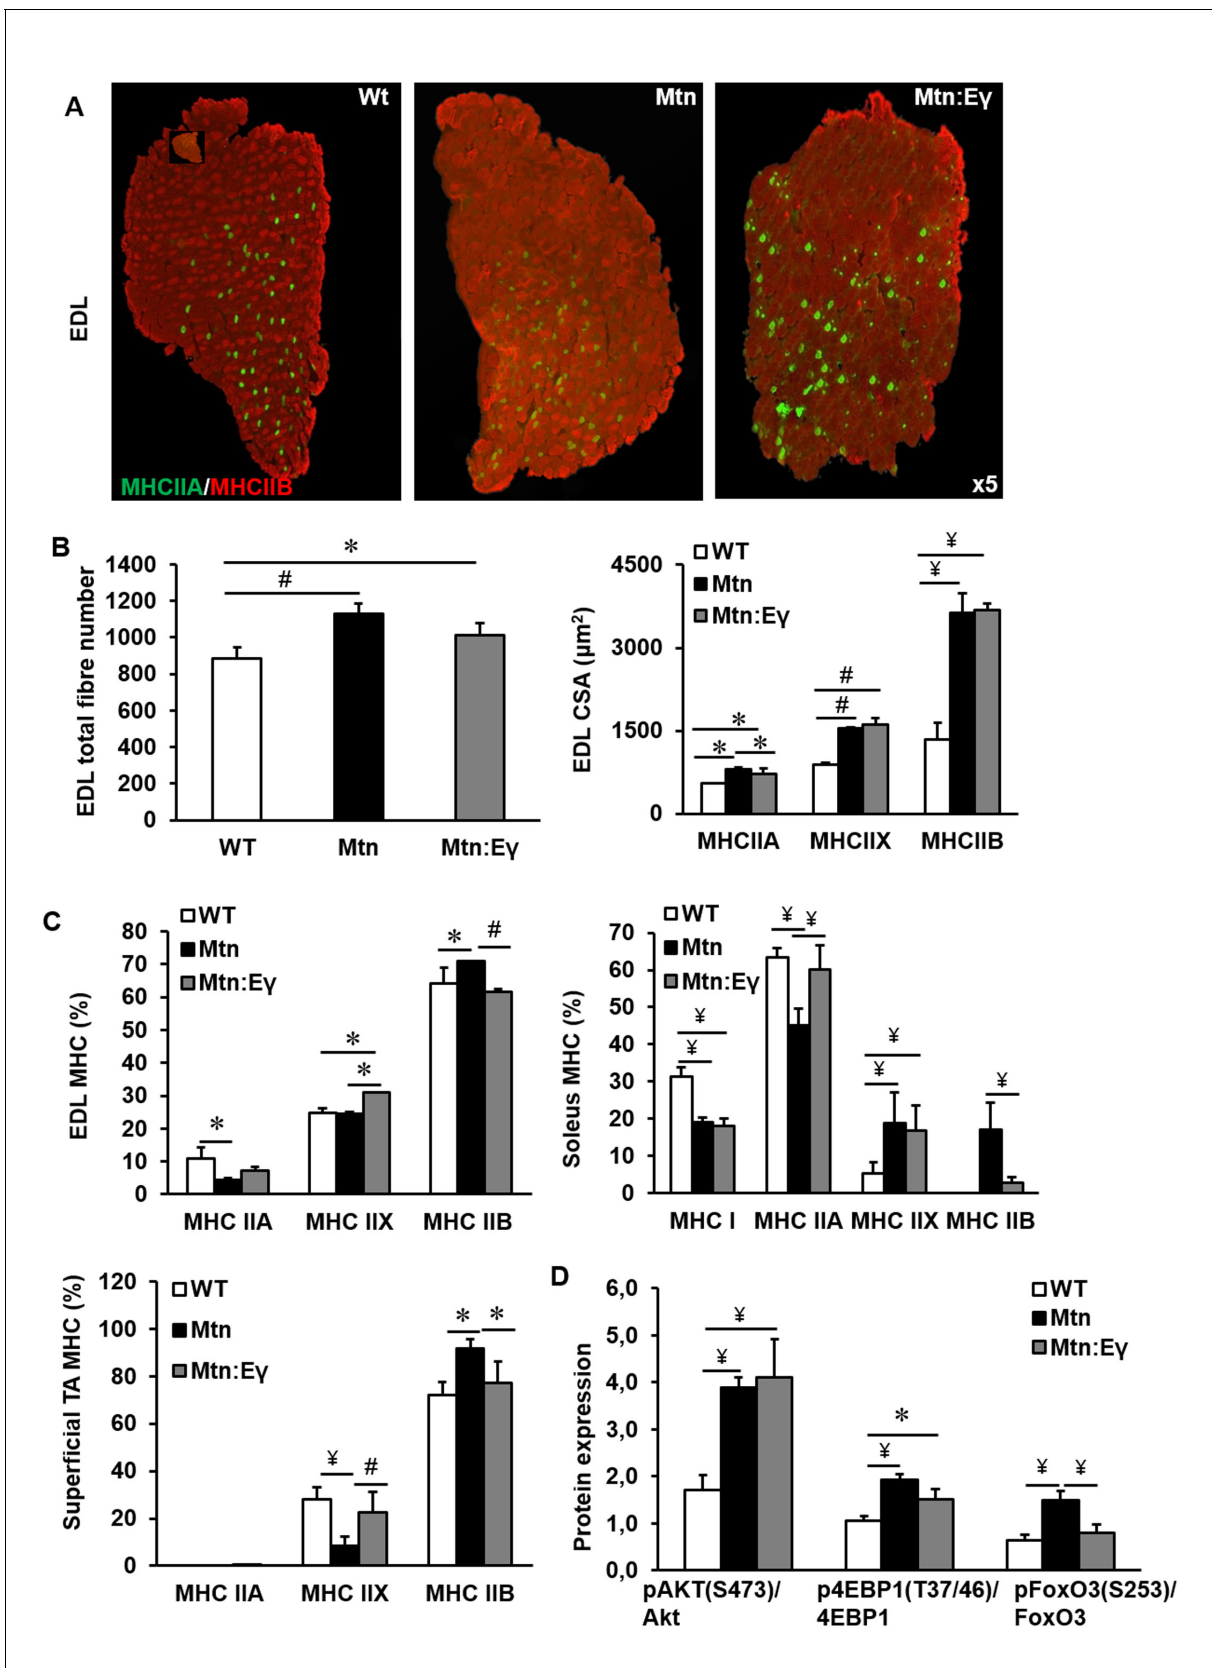 A
Wt
Mtn
Mtn:Eγ
EDL
MHCIIA/MHCIIB
x5
B
EDL total fibre number
1400
1200
1000
800
600
400
200
0
*
#
WT
Mtn
Mtn:Eγ
EDL CSA (µm²)
4500
3000
1500
0
WT
Mtn
Mtn:Eγ
*
*
*
#
#
¥
¥
MHCIIA
MHCIIX
MHCIIB
C
EDL MHC (%)
80
70
60
50
40
30
20
10
0
WT
Mtn
Mtn:Eγ
*
*
*
*
#
MHC IIA
MHC IIX
MHC IIB
Soleus MHC (%)
70
60
50
40
30
20
10
0
WT
Mtn
Mtn:Eγ
¥
¥
¥
¥
¥
¥
¥
MHC I
MHC IIA
MHC IIX
MHC IIB
Superficial TA MHC (%)
120
100
80
60
40
20
0
WT
Mtn
Mtn:Eγ
¥
#
*
*
MHC IIA
MHC IIX
MHC IIB
D
Protein expression
6,0
5,0
4,0
3,0
2,0
1,0
0,0
WT
Mtn
Mtn:Eγ
¥
¥
*
¥
¥
¥
pAKT(S473)/
Akt
p4EBP1(T37/46)/
4EBP1
pFoxO3(S253)/
FoxO3